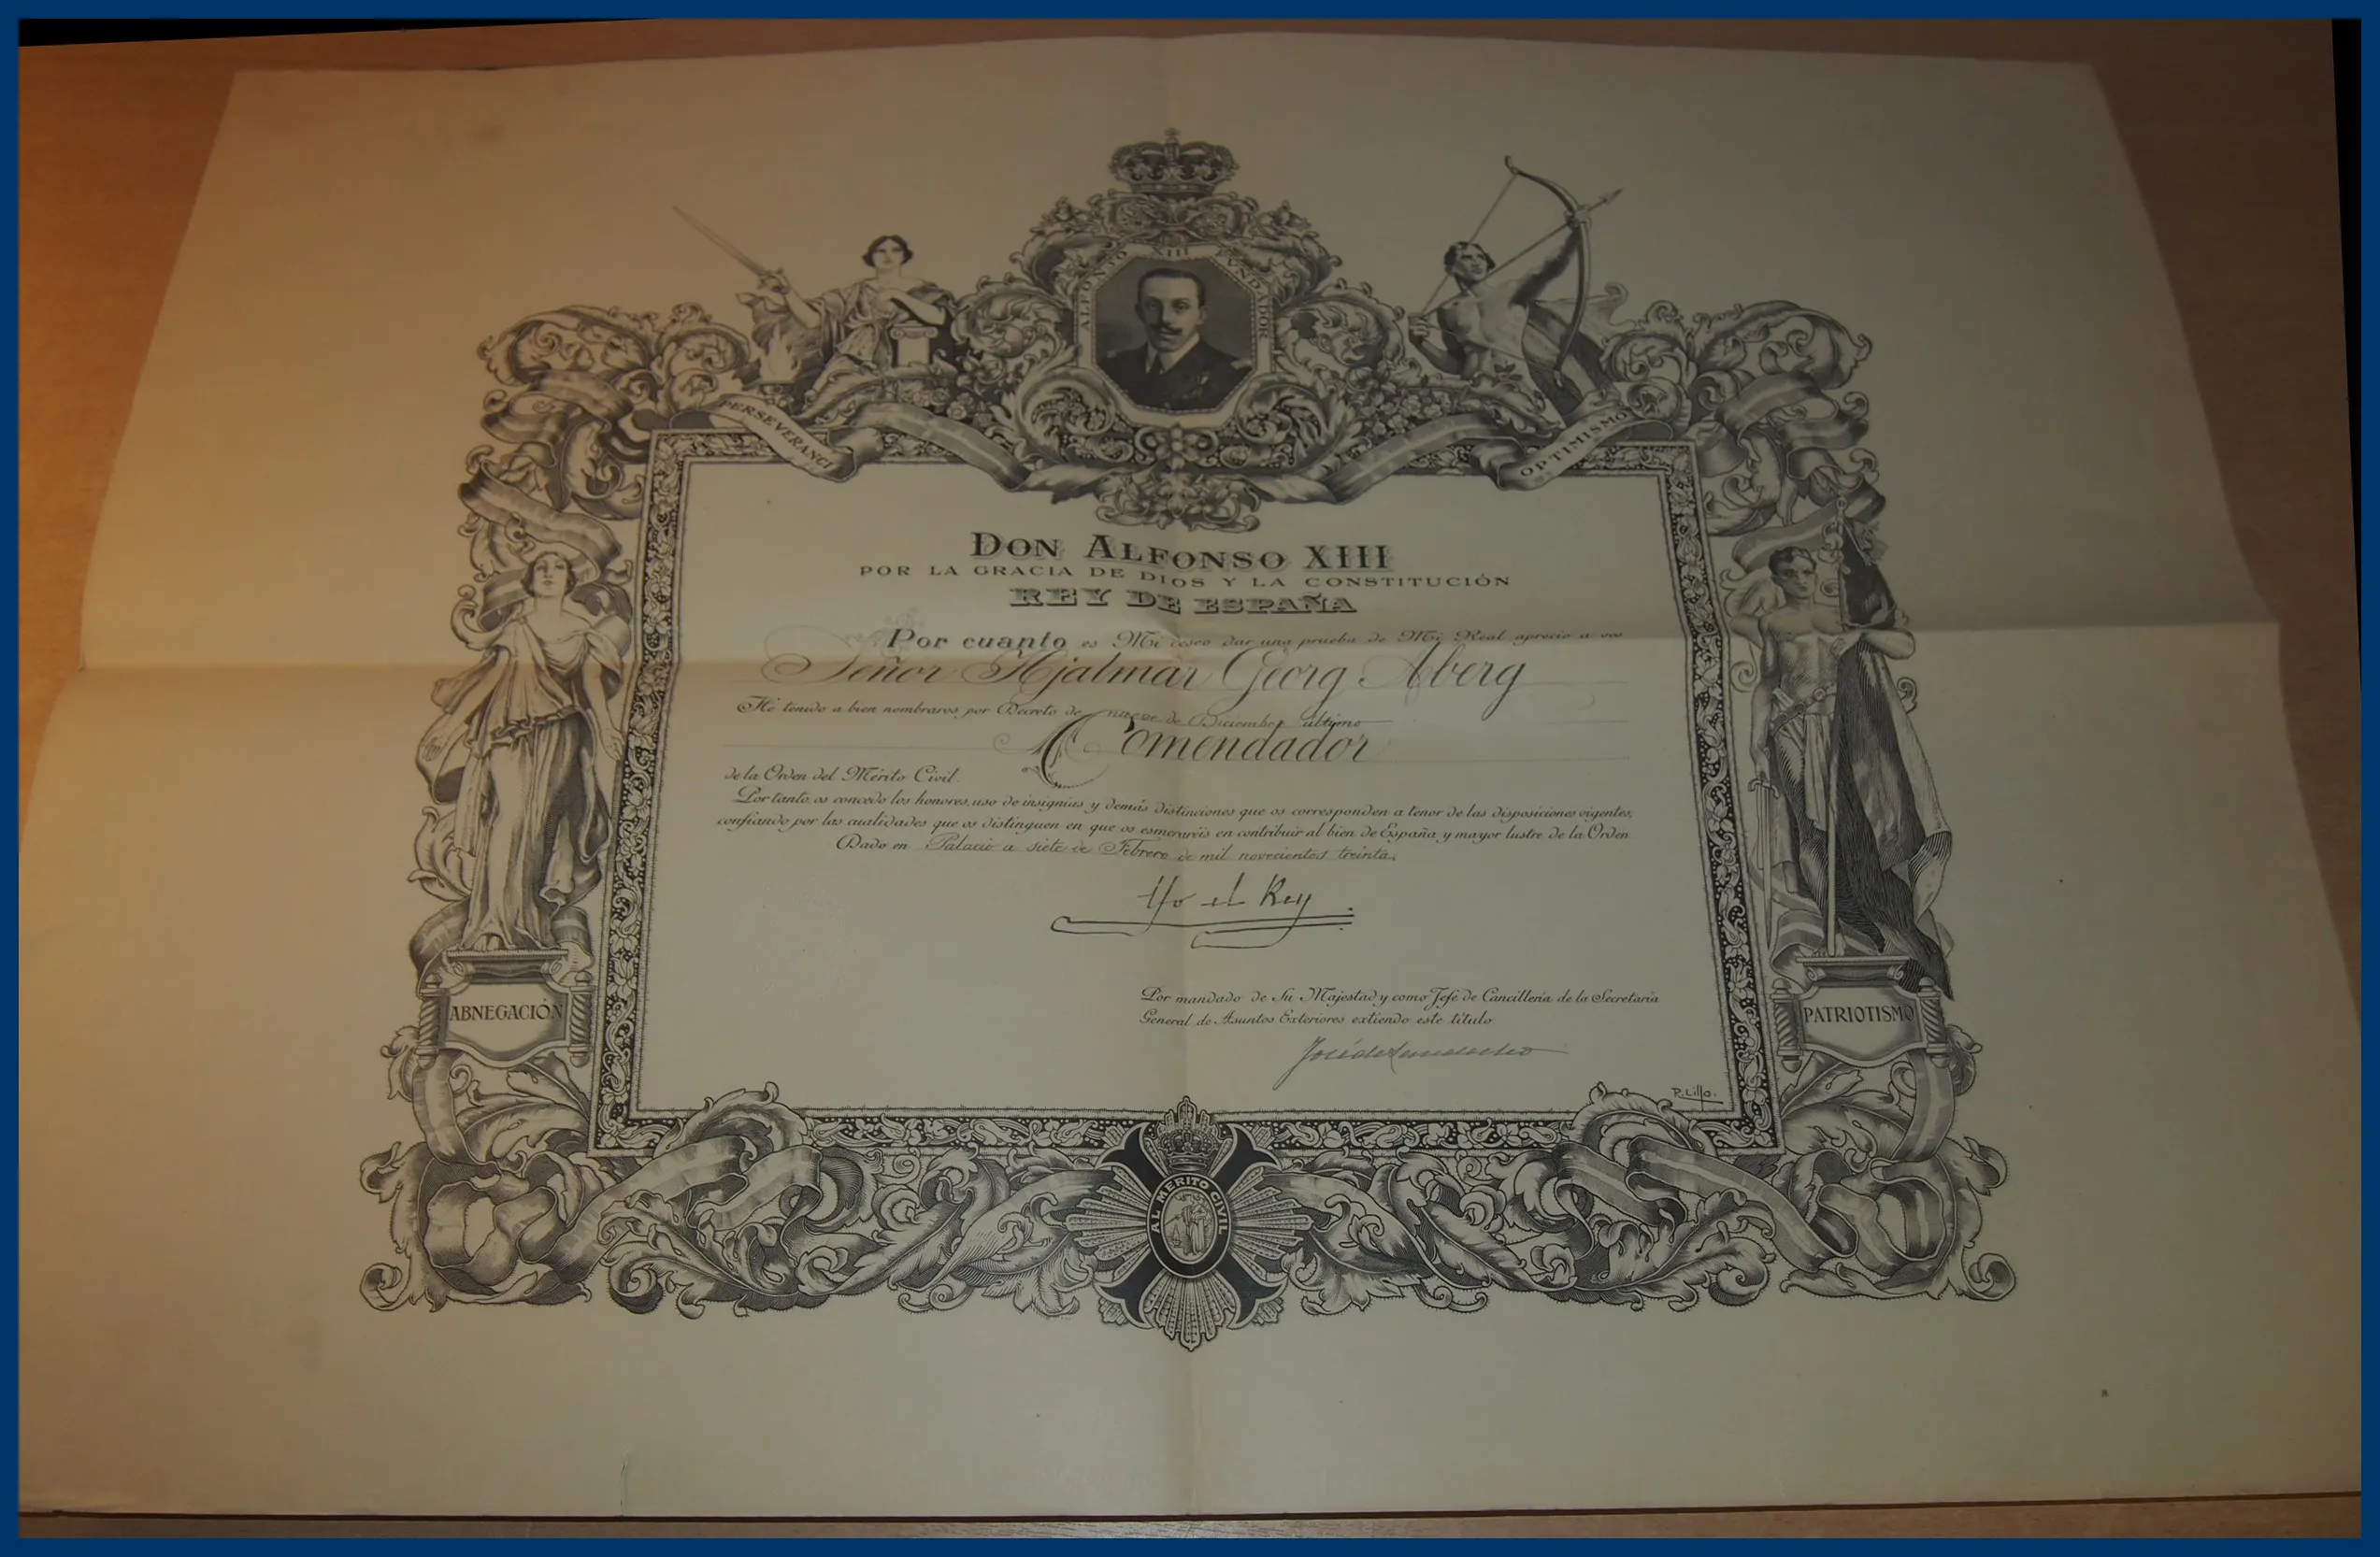 ALFONSO XIII FVNDADOR
PERSEVERANCI
OPTIMISMO
DON ALFONSO XIII
POR LA GRACIA DE DIOS Y LA CONSTITUCIÓN
REY DE ESPAÑA
Por cuanto es Mi deseo dar una prueba de Mi Real aprecio a vos
Señor Hjalmar Georg Aberg
He tenido a bien nombraros, por Decreto de nueve de Diciembre último
Comendador
de la Orden del Mérito Civil.
Por tanto, os concedo los honores, uso de insignias y demás distinciones que os corresponden a tenor de las disposiciones vigentes,
confiando por las cualidades que os distinguen en que os esmeraréis en contribuir al bien de España y mayor lustre de la Orden.
Dado en Palacio a siete de Febrero de mil novecientos treinta.
Yo el Rey
ABNEGACIÓN
PATRIOTISMO
Por mandado de Su Majestad y como Jefe de Cancillería de la Secretaría
General de Asuntos Exteriores extiendo este título
R. Lillo.
AL MERITO CIVIL